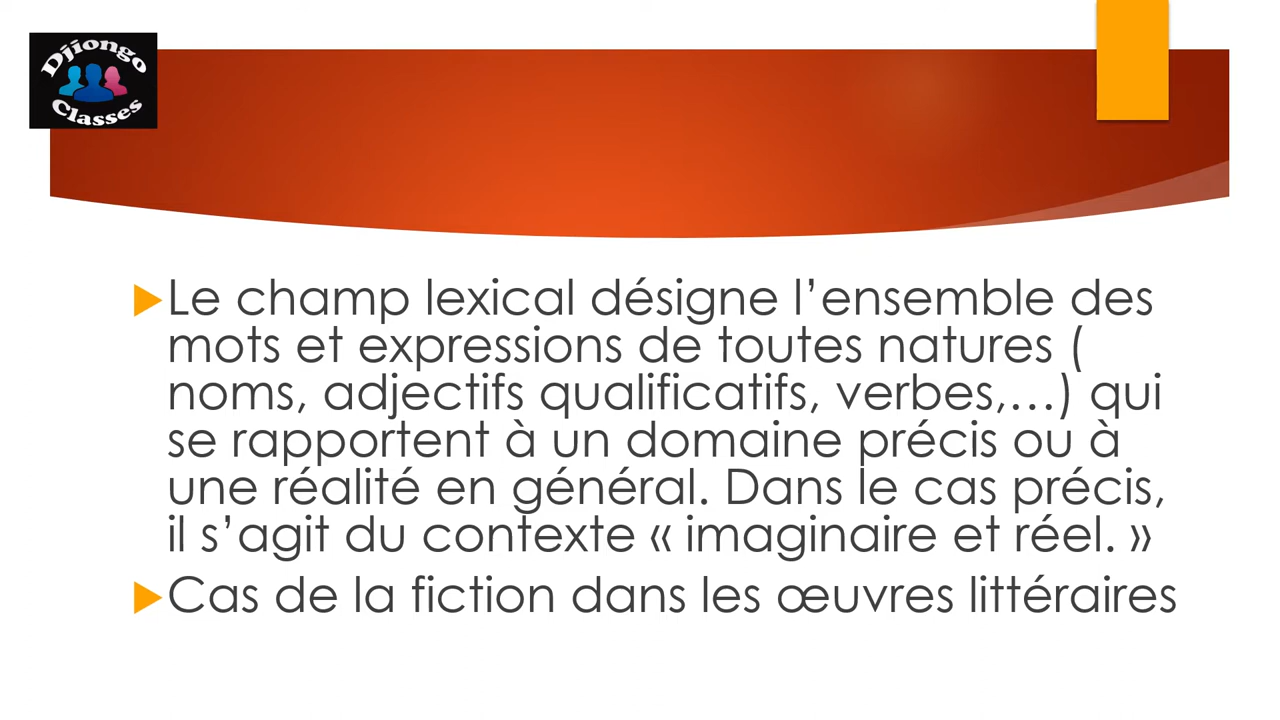 Djiongo
Classes
Le champ lexical désigne l’ensemble des
mots et expressions de toutes natures (
noms, adjectifs qualificatifs, verbes,…) qui
se rapportent à un domaine précis ou à
une réalité en général. Dans le cas précis,
il s’agit du contexte « imaginaire et réel. »
Cas de la fiction dans les œuvres littéraires